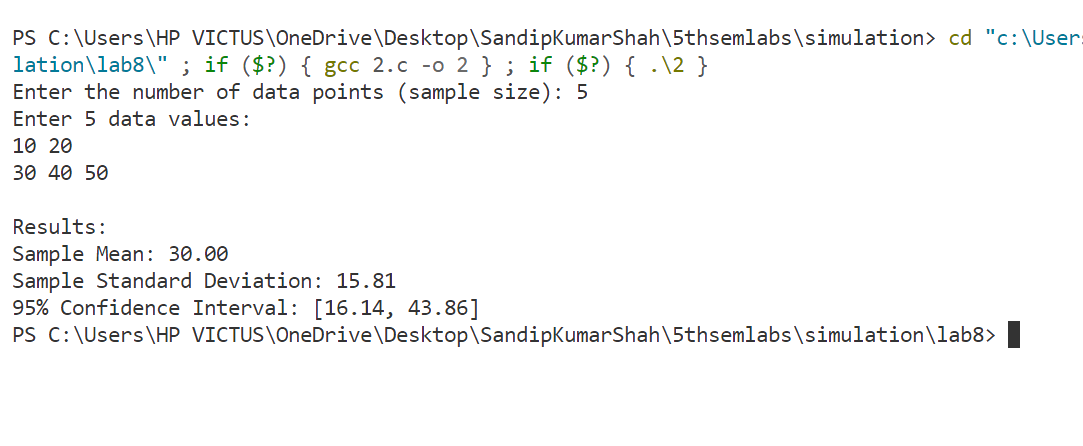 PS C:\Users\HP VICTUS\OneDrive\Desktop\SandipKumarShah\5thsemlabs\simulation> cd "c:\User
lation\lab8\" ; if ($?) { gcc 2.c -o 2 } ; if ($?) { .\2 }
Enter the number of data points (sample size): 5
Enter 5 data values:
10 20
30 40 50
Results:
Sample Mean: 30.00
Sample Standard Deviation: 15.81
95% Confidence Interval: [16.14, 43.86]
PS C:\Users\HP VICTUS\OneDrive\Desktop\SandipKumarShah\5thsemlabs\simulation\lab8>